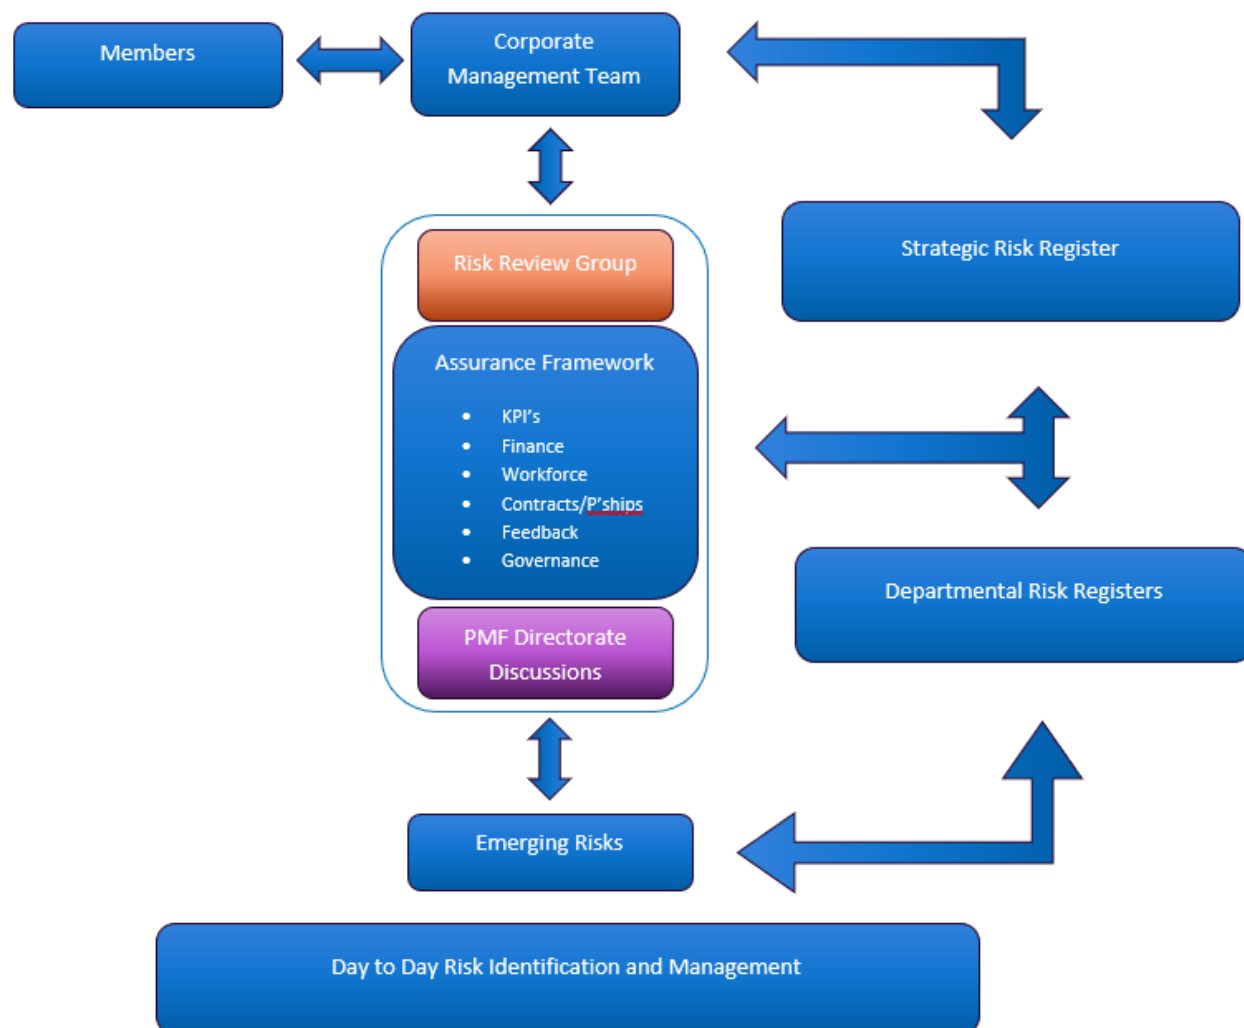 Members
Corporate
Management Team
Strategic Risk Register
Risk Review Group
Assurance Framework
• KPI's
• Finance
• Workforce
• Contracts/P'ships
• Feedback
• Governance
Departmental Risk Registers
PMF Directorate
Discussions
Emerging Risks
Day to Day Risk Identification and Management